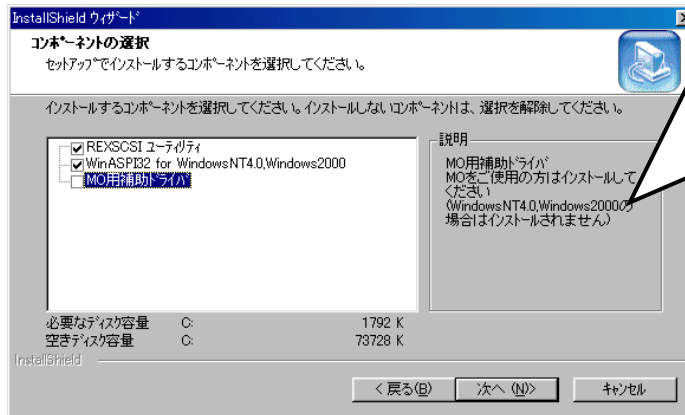 InstallShield ウィザード
コンポーネントの選択
セットアップでインストールするコンポーネントを選択してください。
インストールするコンポーネントを選択してください。インストールしないコンポーネントは、選択を解除してください。
REXSCSI ユーティリティ
WinASPI32 for WindowsNT4.0,Windows2000
MO用補助ドライバ
説明
MO用補助ドライバ
MOをご使用の方はインストールして
ください
(WindowsNT4.0,Windows2000の
場合はインストールされません)
必要なディスク容量 C: 1792 K
空きディスク容量 C: 73728 K
InstallShield
< 戻る(B) 次へ (N)> キャンセル